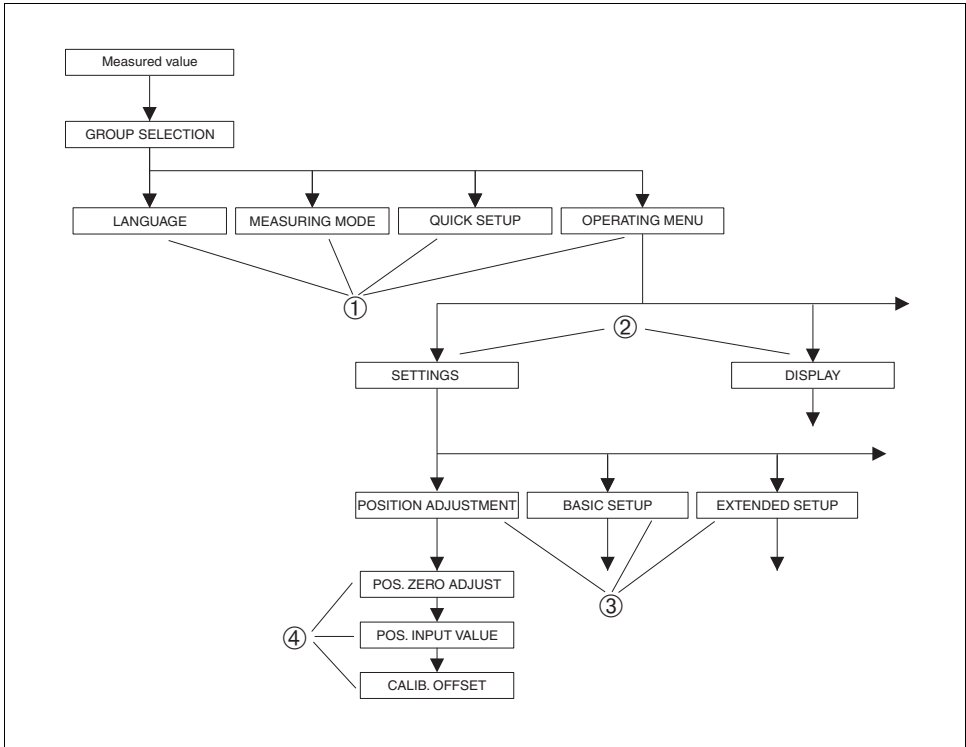 Measured value
GROUP SELECTION
LANGUAGE
MEASURING MODE
QUICK SETUP
OPERATING MENU
①
②
SETTINGS
DISPLAY
POSITION ADJUSTMENT
BASIC SETUP
EXTENDED SETUP
POS. ZERO ADJUST
③
④
POS. INPUT VALUE
CALIB. OFFSET